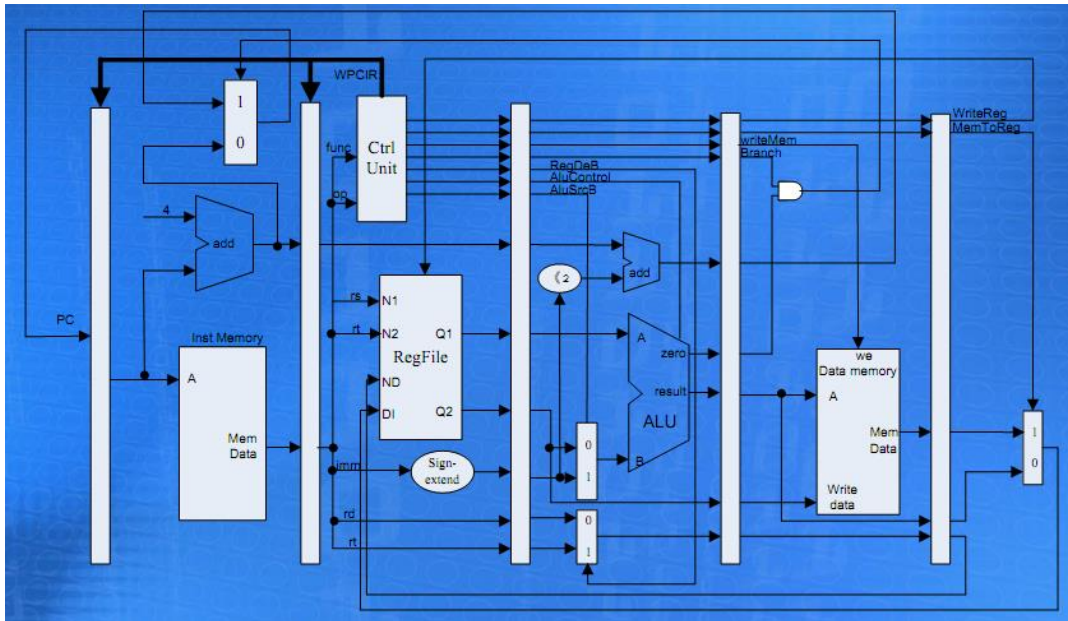 WPCIR
WriteReg
MemToReg
1
0
func
Ctrl
Unit
writeMem
Branch
RegDeB
AluControl
AluSrcB
op
4
add
《 2
add
PC
rs
N1
rt
N2
Q1
RegFile
ND
DI
Q2
Inst Memory
A
Mem
Data
A
zero
result
ALU
B
we
Data memory
A
Mem
Data
Write
data
1
0
0
1
imm
Sign-
extend
rd
rt
0
1